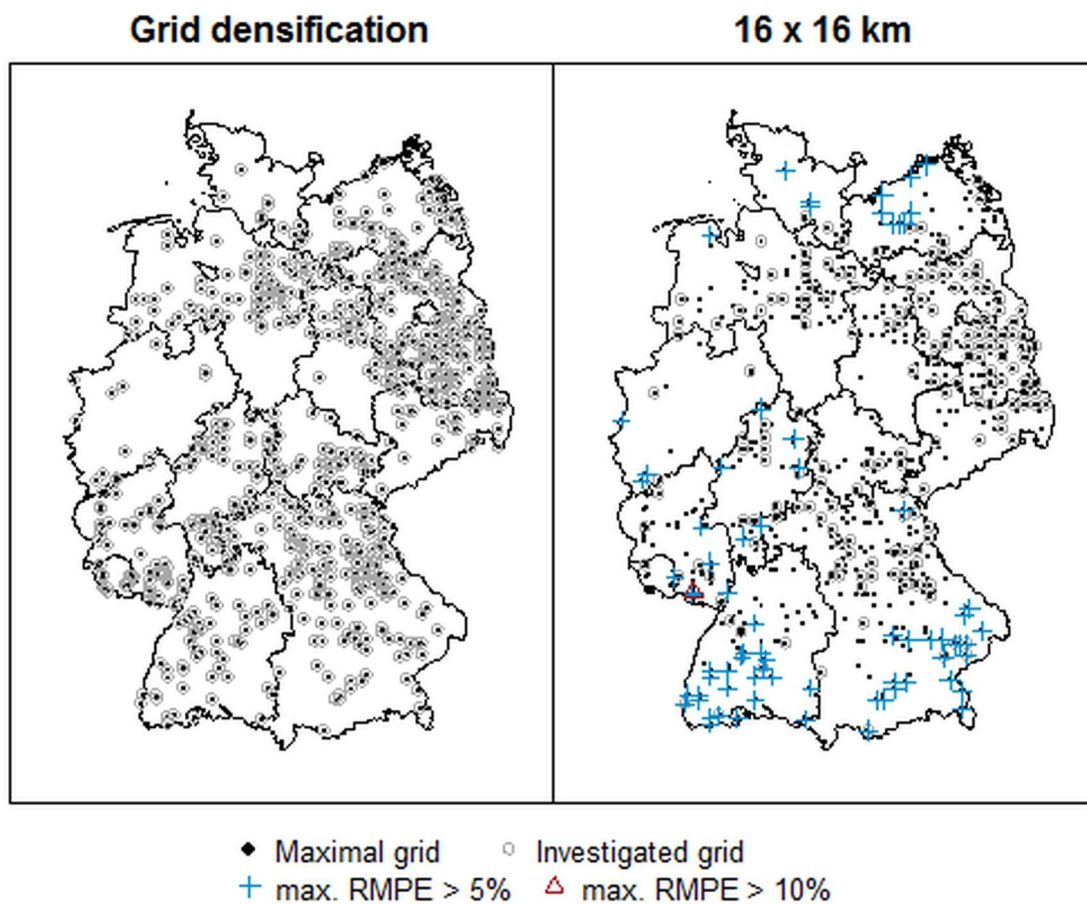 Grid densification
16 x 16 km
Maximal grid
Investigated grid
max. RMPE > 5%
max. RMPE > 10%